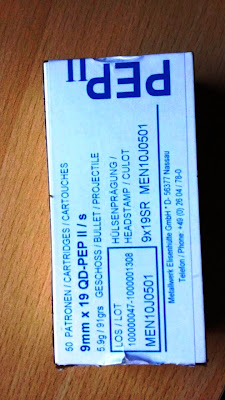 PEP II
50 PATRONEN / CARTRIDGES / CARTOUCHES
9mm x 19 QD-PEP II / s
5.9g / 91grs GESCHOSS / BULLET / PROJECTILE
LOS / LOT
100000047-1000001308
MEN10J0501
HÜLSENPRÄGUNG /
HEADSTAMP / CULOT
9x19SR MEN10J0501
Metallwerk Elisenhütte GmbH * D- 56377 Nassau
Telefon / Phone: +49 (0) 26 04 / 78-0